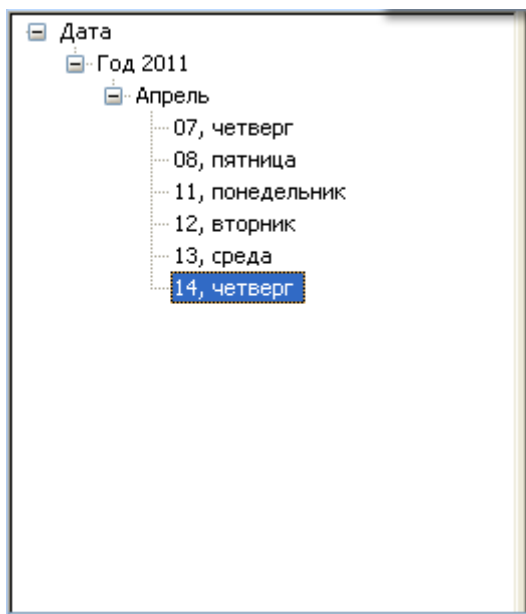 Дата
Год 2011
Апрель
07, четверг
08, пятница
11, понедельник
12, вторник
13, среда
14, четверг